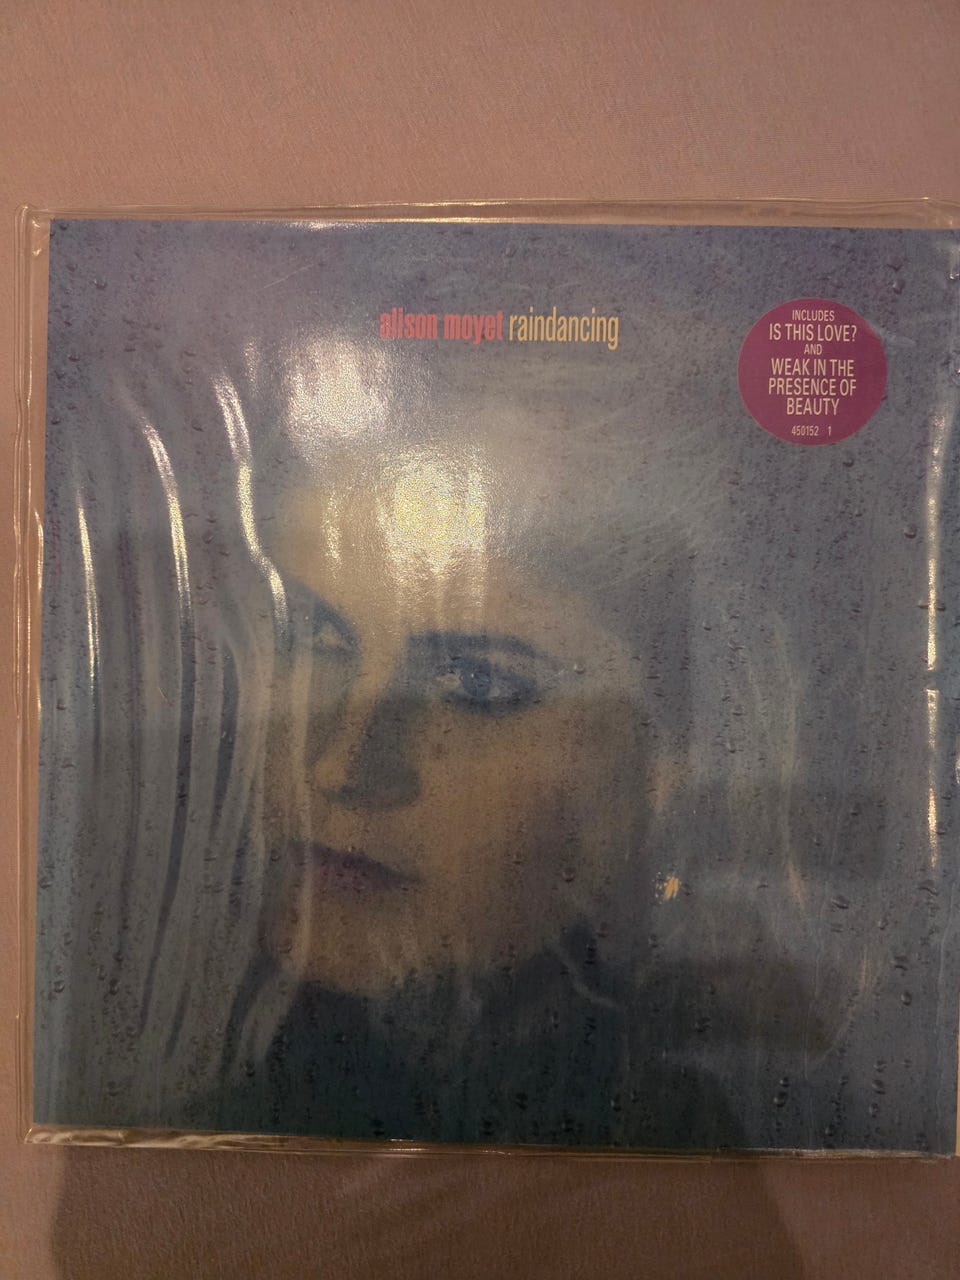 alison moyet raindancing
INCLUDES
IS THIS LOVE?
AND
WEAK IN THE
PRESENCE OF
BEAUTY
450152 1